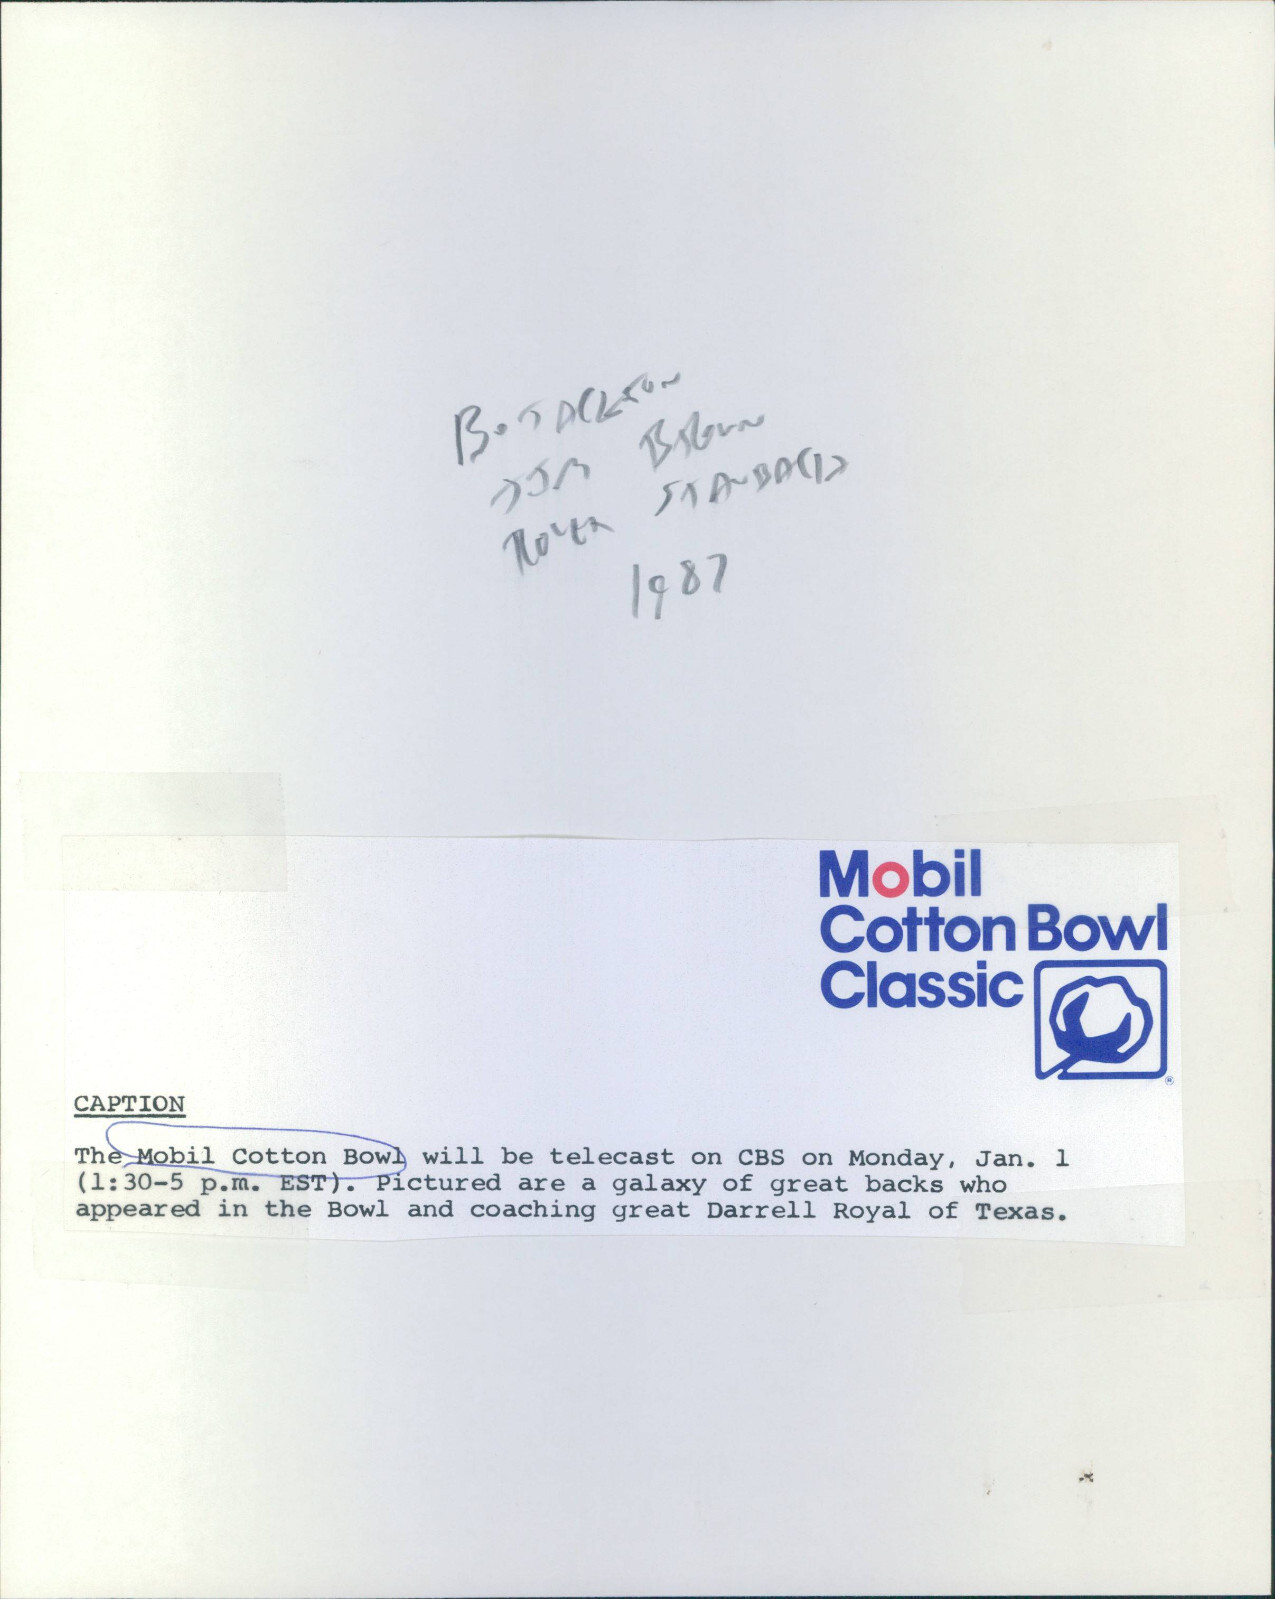 Bo JACKSON
JIM BROWN
ROGER STAUBACH
1987
Mobil
Cotton Bowl
Classic
®
CAPTION
The Mobil Cotton Bowl will be telecast on CBS on Monday, Jan. 1
(1:30-5 p.m. EST). Pictured are a galaxy of great backs who
appeared in the Bowl and coaching great Darrell Royal of Texas.